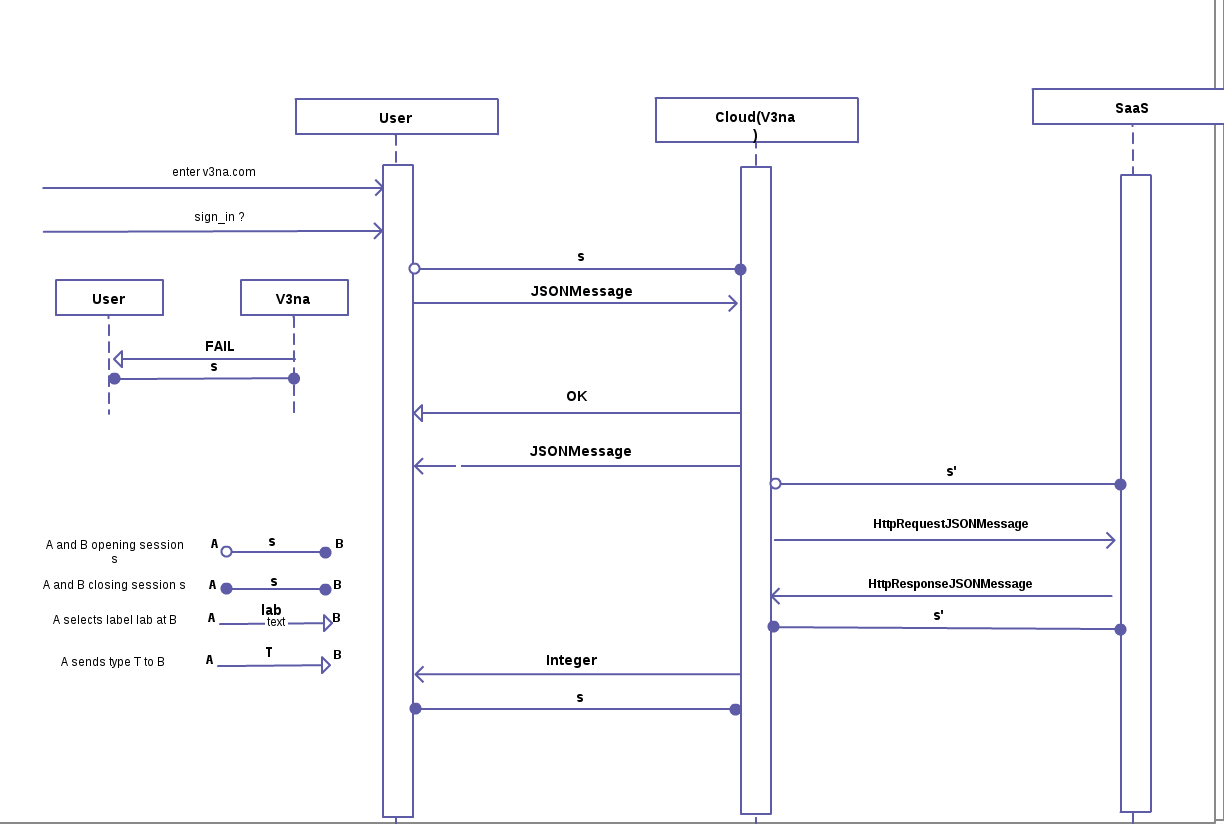 User
Cloud(V3na
)
SaaS
enter v3na.com
sign_in ?
s
JSONMessage
User
V3na
FAIL
s
OK
JSONMessage
s'
HttpRequestJSONMessage
A and B opening session
s
A
s
B
HttpResponseJSONMessage
A and B closing session s
A
s
B
A selects label lab at B
A
lab
text
B
s'
A sends type T to B
A
T
B
Integer
s